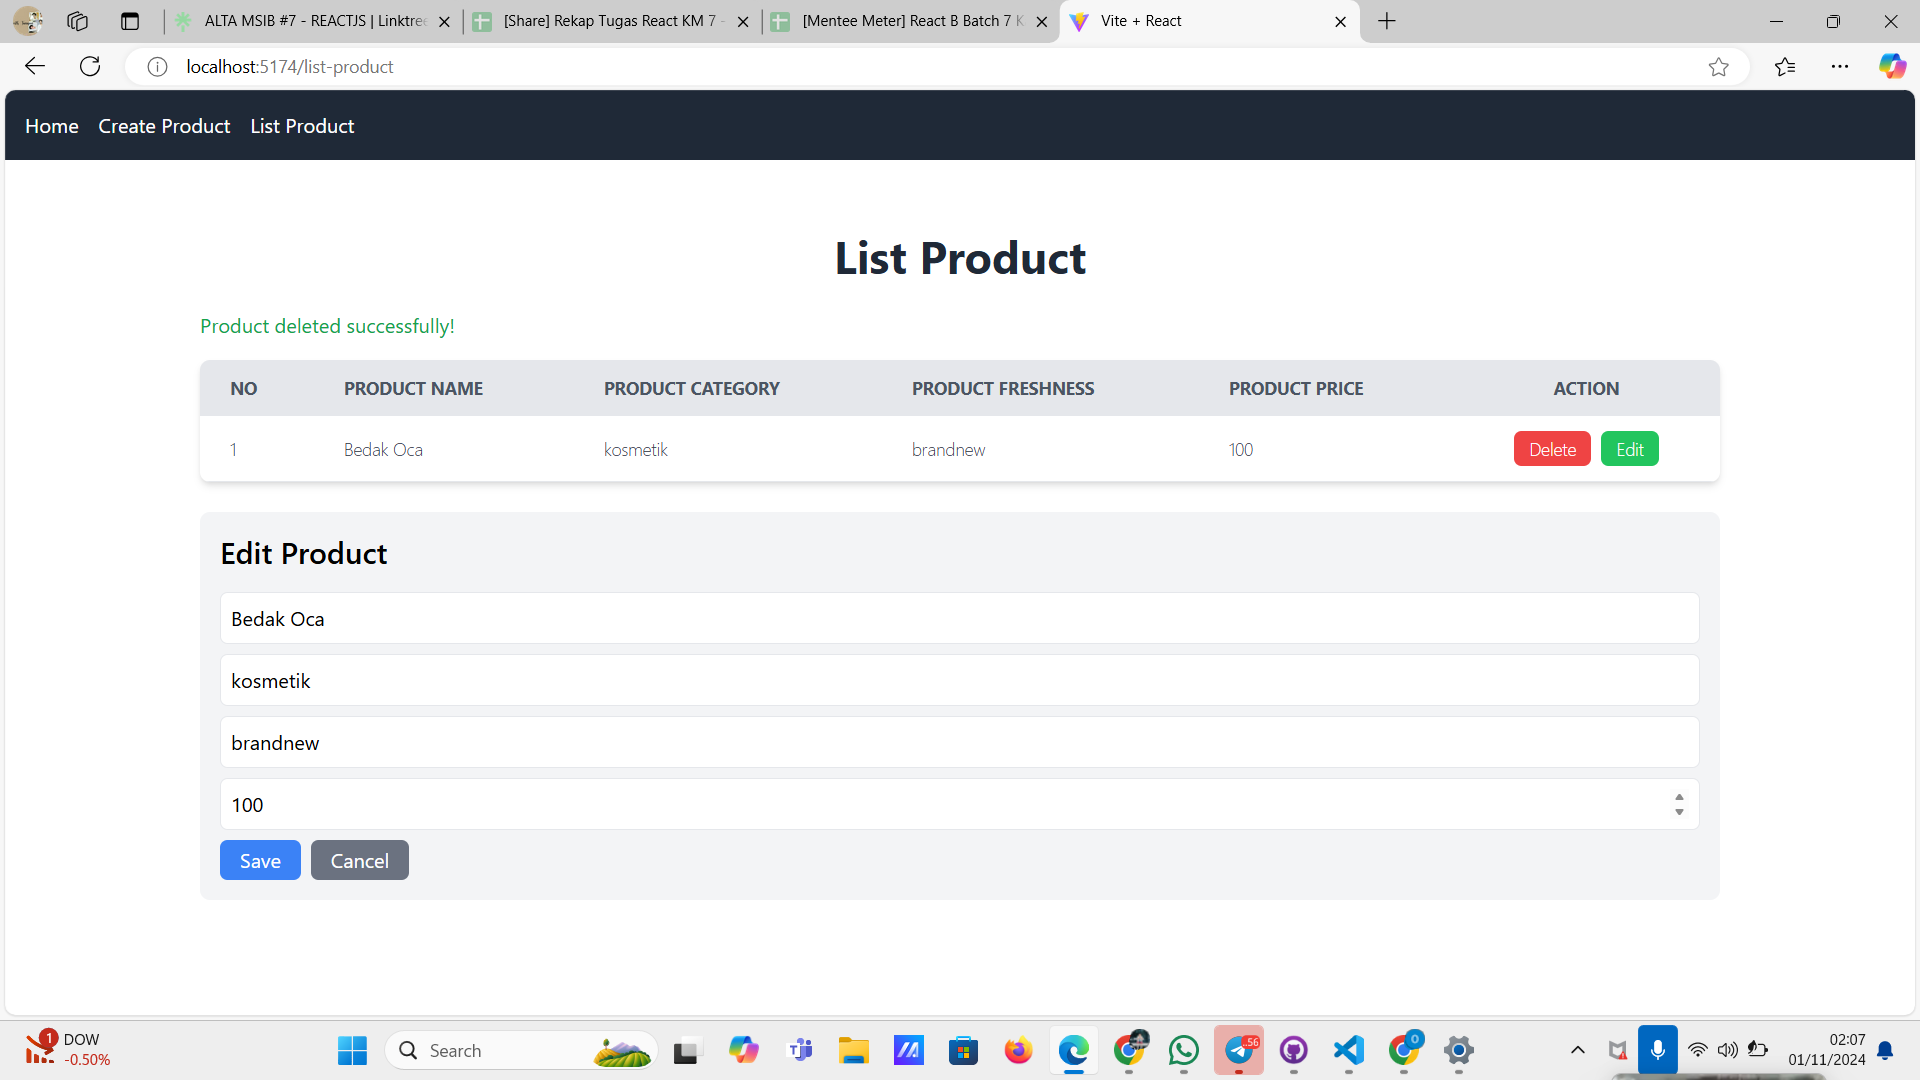 ALTA MSIB #7 - REACTJS | Linktre
[Share] Rekap Tugas React KM 7 -
[Mentee Meter] React B Batch 7 K
Vite + React
localhost:5174/list-product
Home Create Product List Product
List Product
Product deleted successfully!
NO PRODUCT NAME PRODUCT CATEGORY PRODUCT FRESHNESS PRODUCT PRICE ACTION
1 Bedak Oca kosmetik brandnew 100 Delete Edit
Edit Product
Bedak Oca
kosmetik
brandnew
100
Save Cancel
1
DOW
-0.50%
Search
.56
0
02:07
01/11/2024